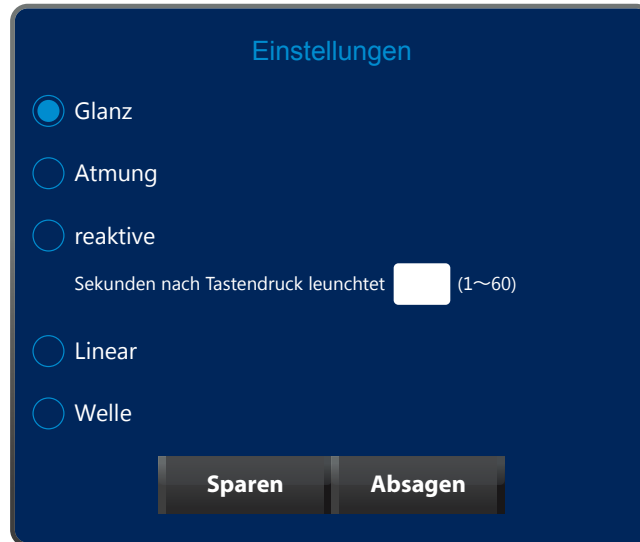 Einstellungen
Glanz
Atmung
reaktive
Sekunden nach Tastendruck leunchtet (1～60)
Linear
Welle
Sparen Absagen